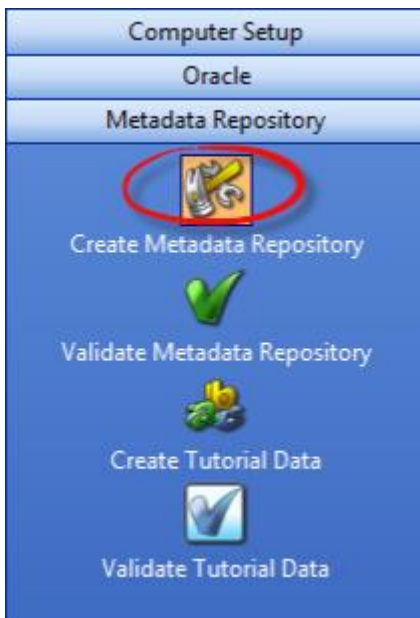 Computer Setup
Oracle
Metadata Repository
Create Metadata Repository
Validate Metadata Repository
Create Tutorial Data
Validate Tutorial Data